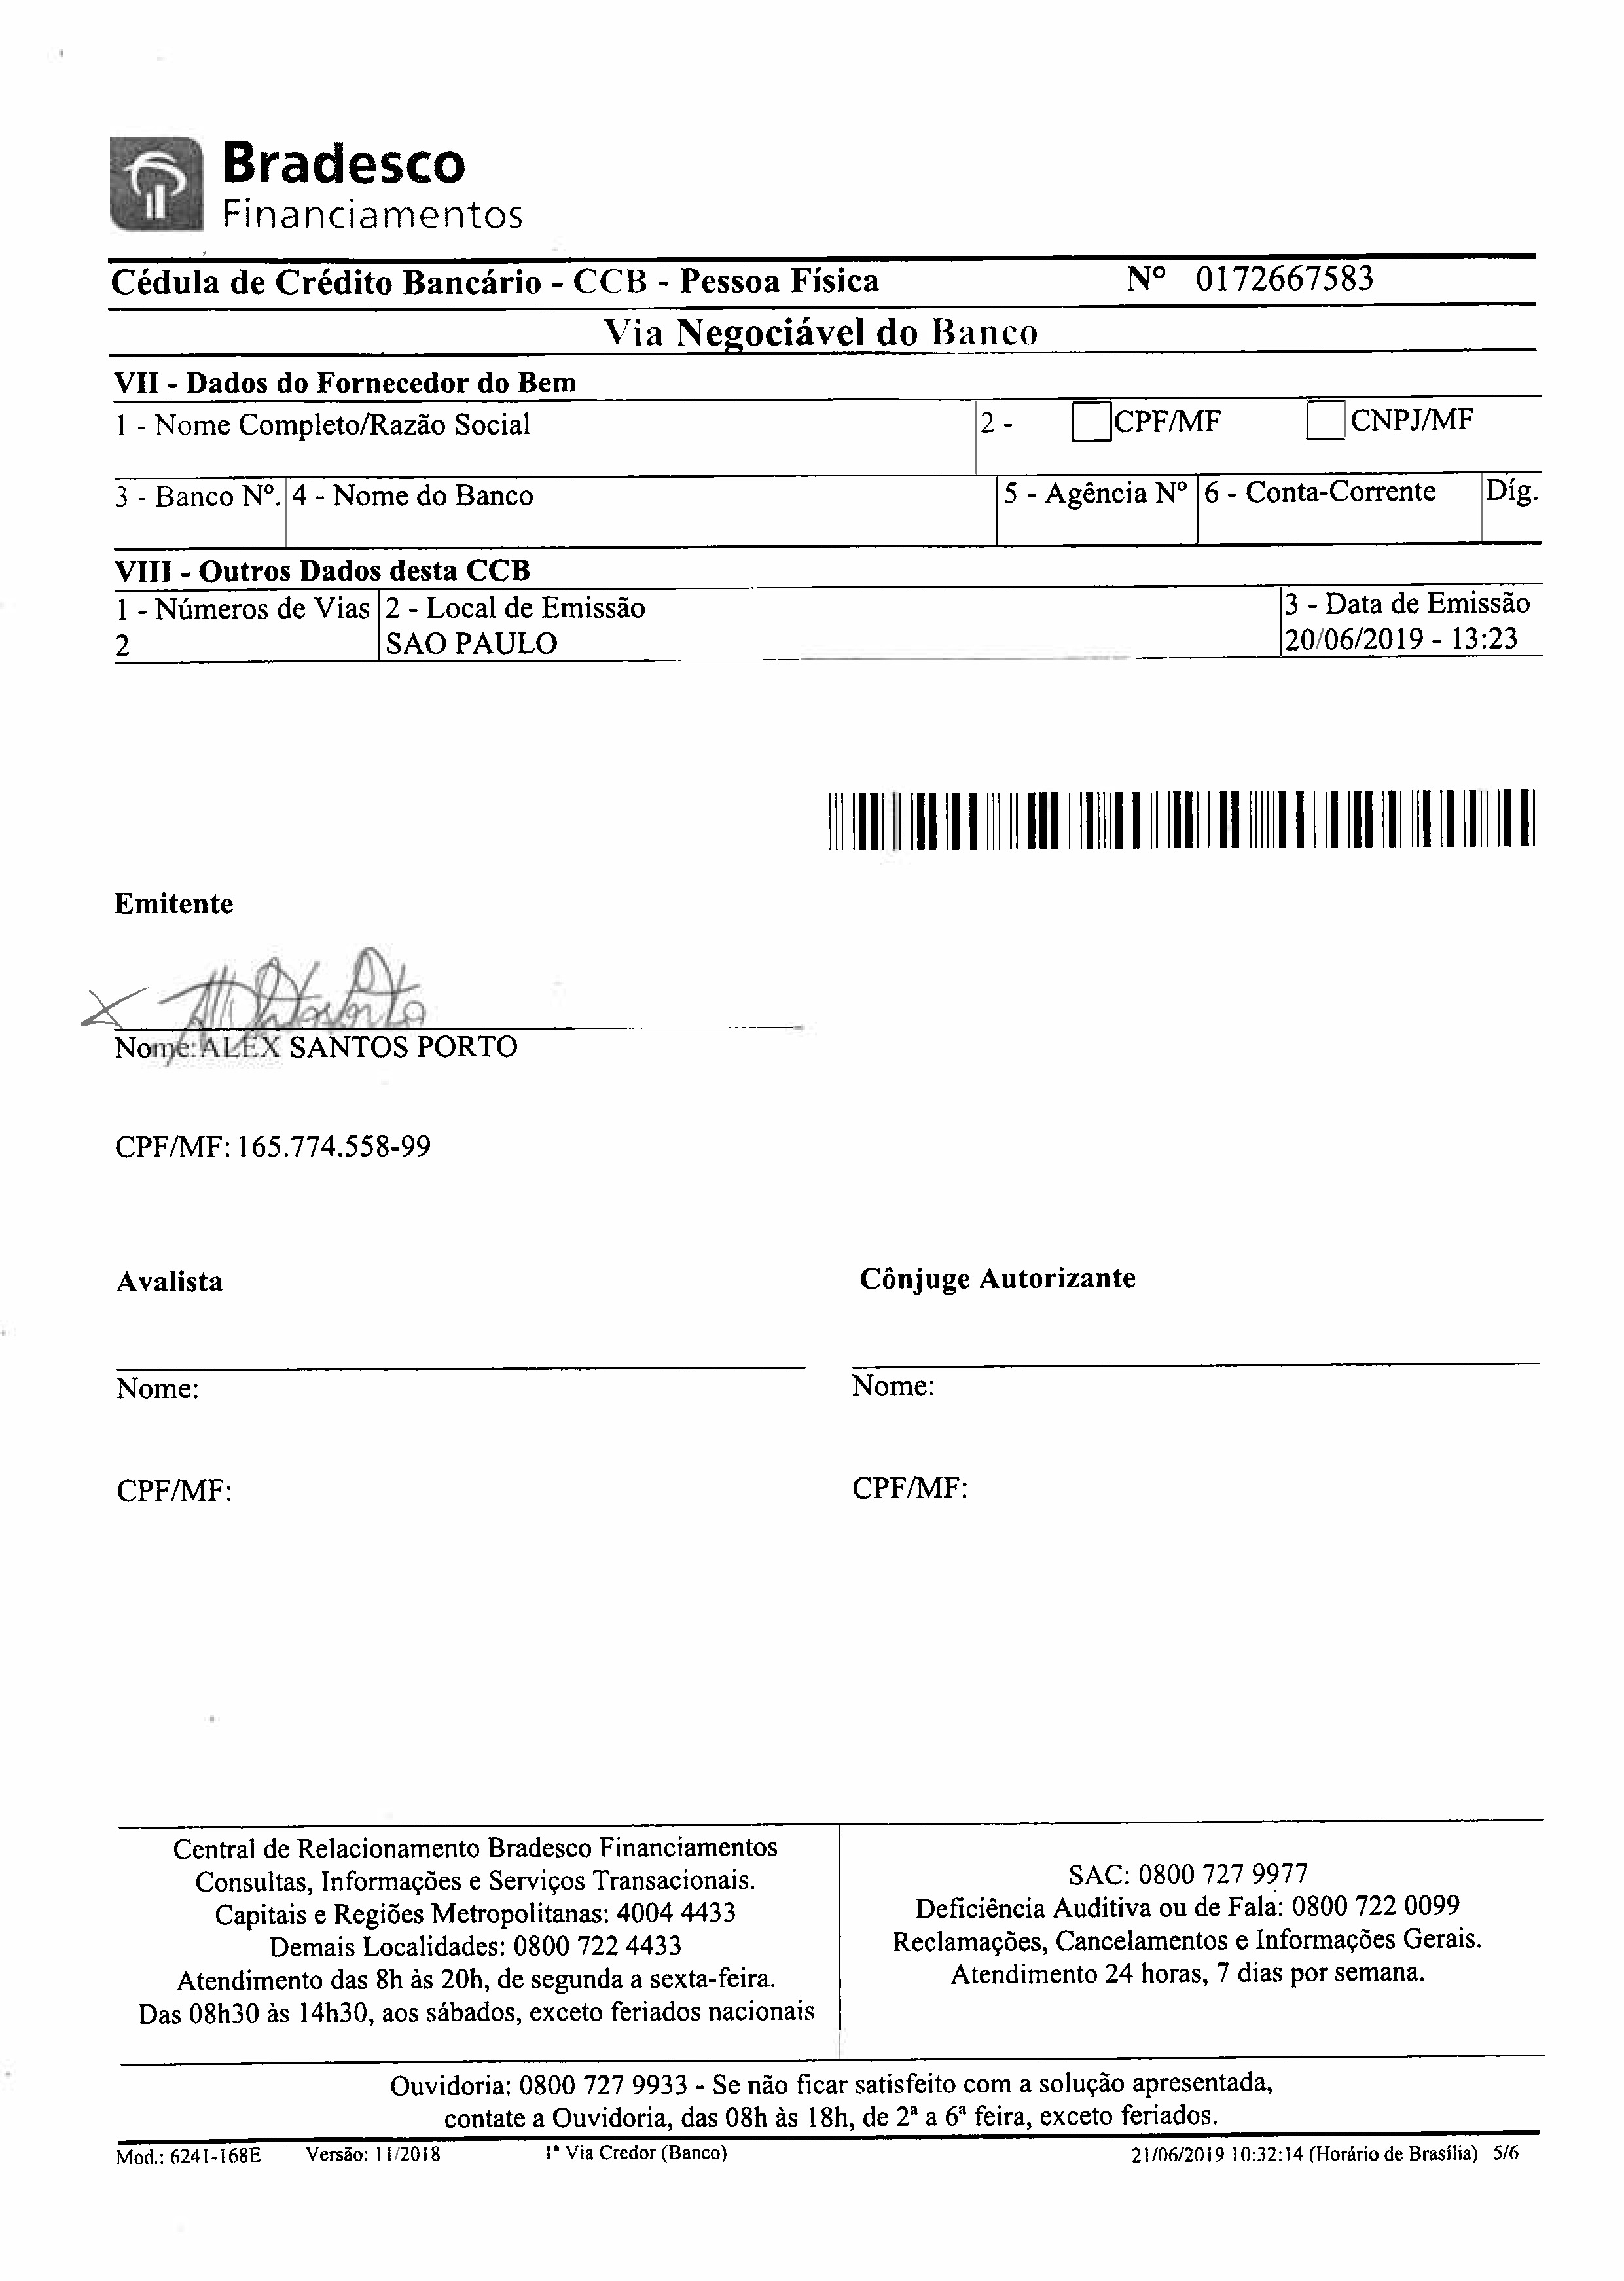 Bradesco
Financiamentos
Cédula de Crédito Bancário - CCB - Pessoa Física Nº 0172667583
Via Negociável do Banco
VII - Dados do Fornecedor do Bem
1 - Nome Completo/Razão Social 2 - CPF/MF CNPJ/MF
3 - Banco Nº. 4 - Nome do Banco 5 - Agência Nº 6 - Conta-Corrente Díg.
VIII - Outros Dados desta CCB
1 - Números de Vias 2 - Local de Emissão 3 - Data de Emissão
2 SAO PAULO 20/06/2019 - 13:23
Emitente
Nome: ALEX SANTOS PORTO
CPF/MF: 165.774.558-99
Avalista Cônjuge Autorizante
Nome: Nome:
CPF/MF: CPF/MF:
Central de Relacionamento Bradesco Financiamentos
Consultas, Informações e Serviços Transacionais.
Capitais e Regiões Metropolitanas: 4004 4433
Demais Localidades: 0800 722 4433
Atendimento das 8h às 20h, de segunda a sexta-feira.
Das 08h30 às 14h30, aos sábados, exceto feriados nacionais
SAC: 0800 727 9977
Deficiência Auditiva ou de Fala: 0800 722 0099
Reclamações, Cancelamentos e Informações Gerais.
Atendimento 24 horas, 7 dias por semana.
Ouvidoria: 0800 727 9933 - Se não ficar satisfeito com a solução apresentada,
contate a Ouvidoria, das 08h às 18h, de 2ª a 6ª feira, exceto feriados.
Mod.: 6241-168E Versão: 11/2018 1ª Via Credor (Banco) 21/06/2019 10:32:14 (Horário de Brasília) 5/6